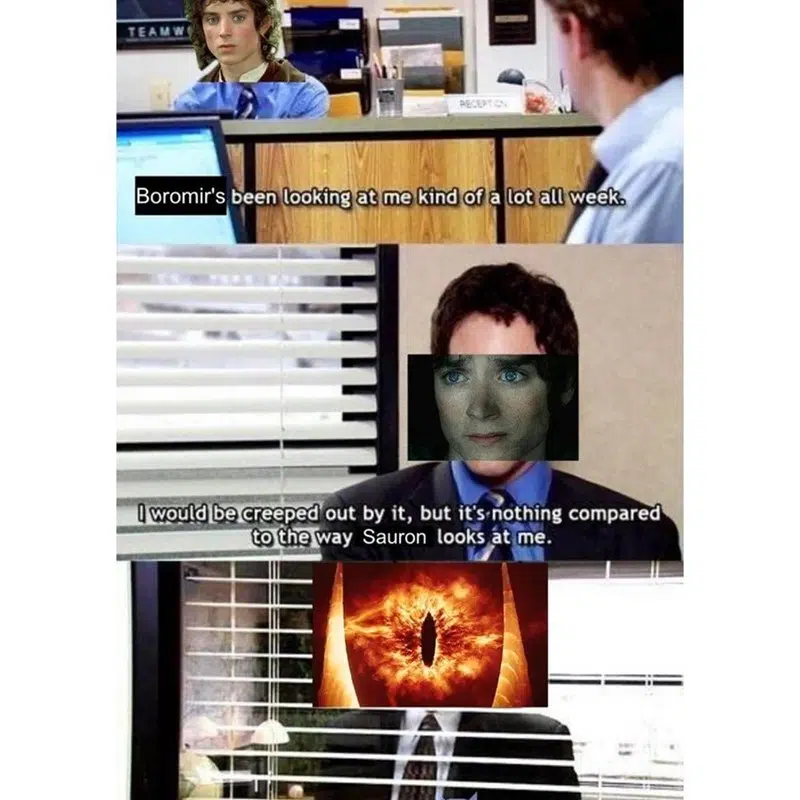 TEAMW
RECEPTION
Boromir's been looking at me kind of a lot all week.
I would be creeped out by it, but it's nothing compared
to the way Sauron looks at me.